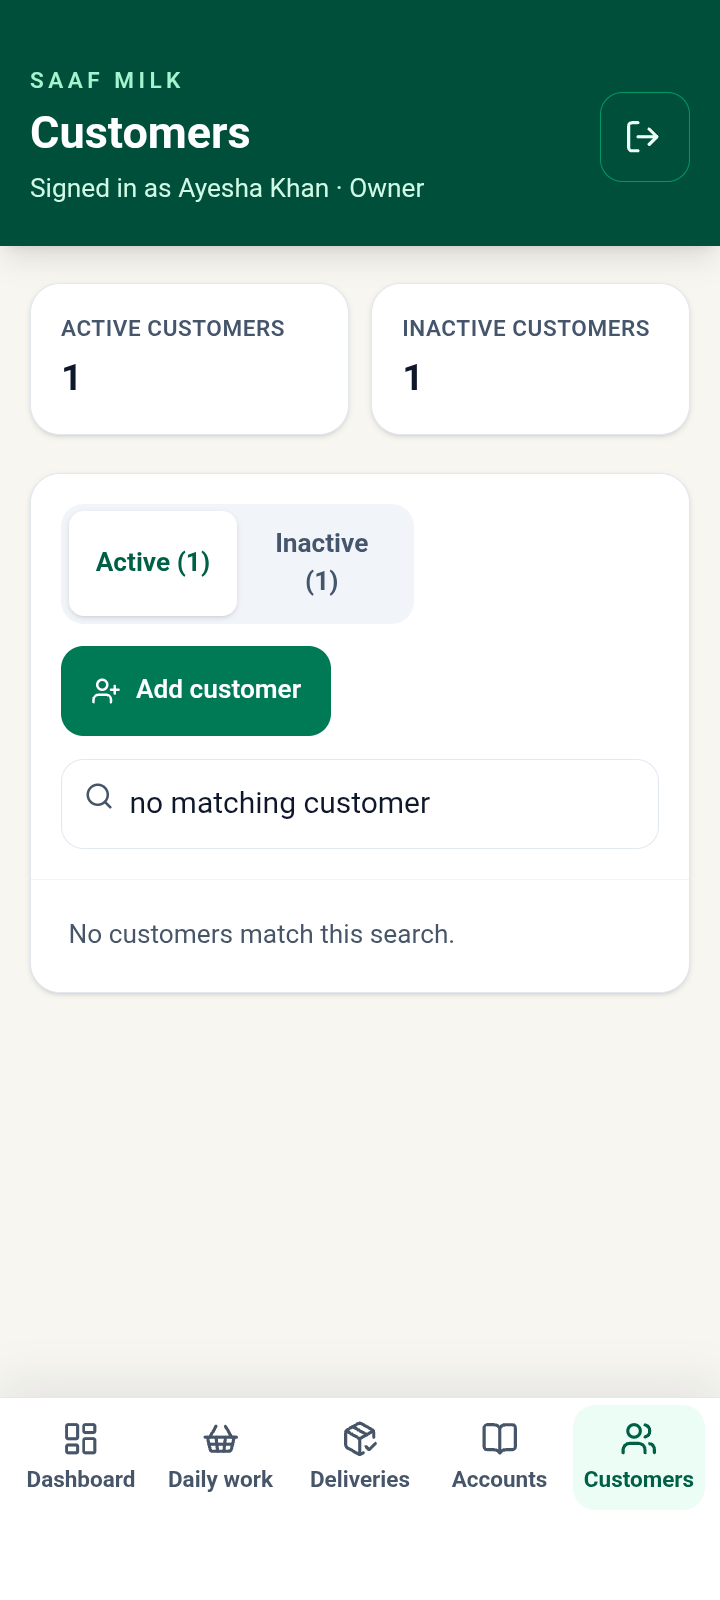 SAAF MILK
Customers
Signed in as Ayesha Khan · Owner
ACTIVE CUSTOMERS
1
INACTIVE CUSTOMERS
1
Active (1)
Inactive
(1)
Add customer
no matching customer
No customers match this search.
Dashboard
Daily work
Deliveries
Accounts
Customers